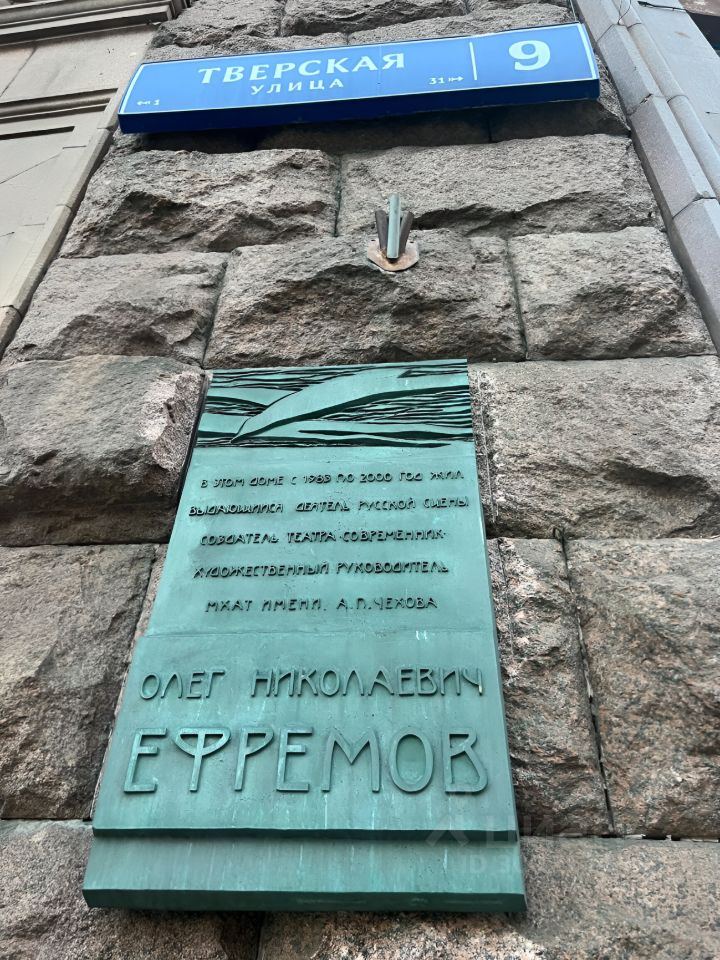 ТВЕРСКАЯ
УЛИЦА
9
1
31
В ЭТОМ ДОМЕ С 1983 ПО 2000 ГОД ЖИЛ
ВЫДАЮЩИЙСЯ ДЕЯТЕЛЬ РУССКОЙ СЦЕНЫ
СОЗДАТЕЛЬ ТЕАТРА •СОВРЕМЕННИК•
ХУДОЖЕСТВЕННЫЙ РУКОВОДИТЕЛЬ
МХАТ ИМЕНИ А.П.ЧЕХОВА
ОЛЕГ НИКОЛАЕВИЧ
ЕФРЕМОВ